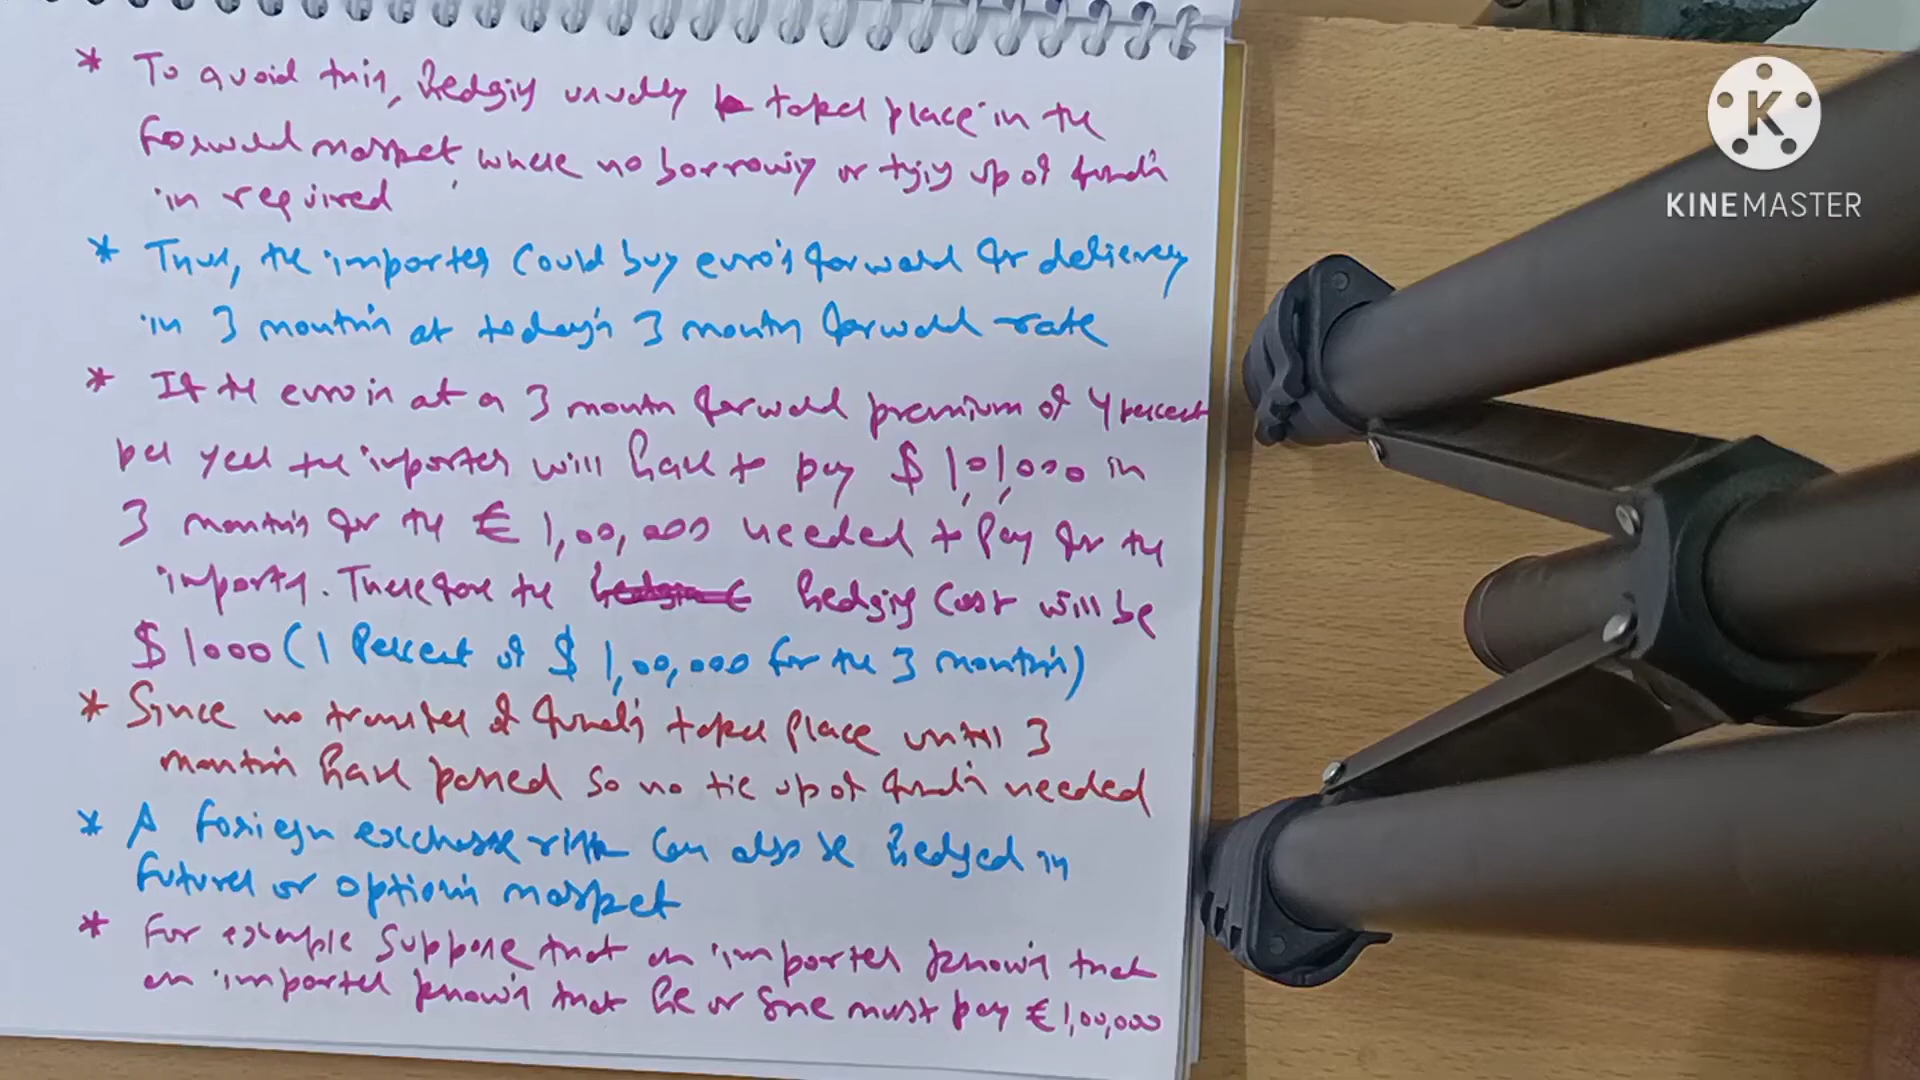 * To avoid this, hedging usually takes place in the
forward market, where no borrowing or tying up of funds
is required
* Thus, the importer could buy euro's forward for delivery
in 3 months at today's 3 month forward rate
* If the euro is at a 3 month forward premium of 4 percent
per year the importer will have to pay $ 1,01,000 in
3 months for the € 1,00,000 needed to pay for the
imports. Therefore the hedging cost will be
$ 1000 (1 Percent of $ 1,00,000 for the 3 months)
* Since no transfer of funds takes place until 3
months have passed so no tie up of funds needed
* A foreign exchange risk can also be hedged in
futures or options market
* For example suppose that an importer knows that
an importer knows that he or she must pay € 1,00,000
K
KINEMASTER